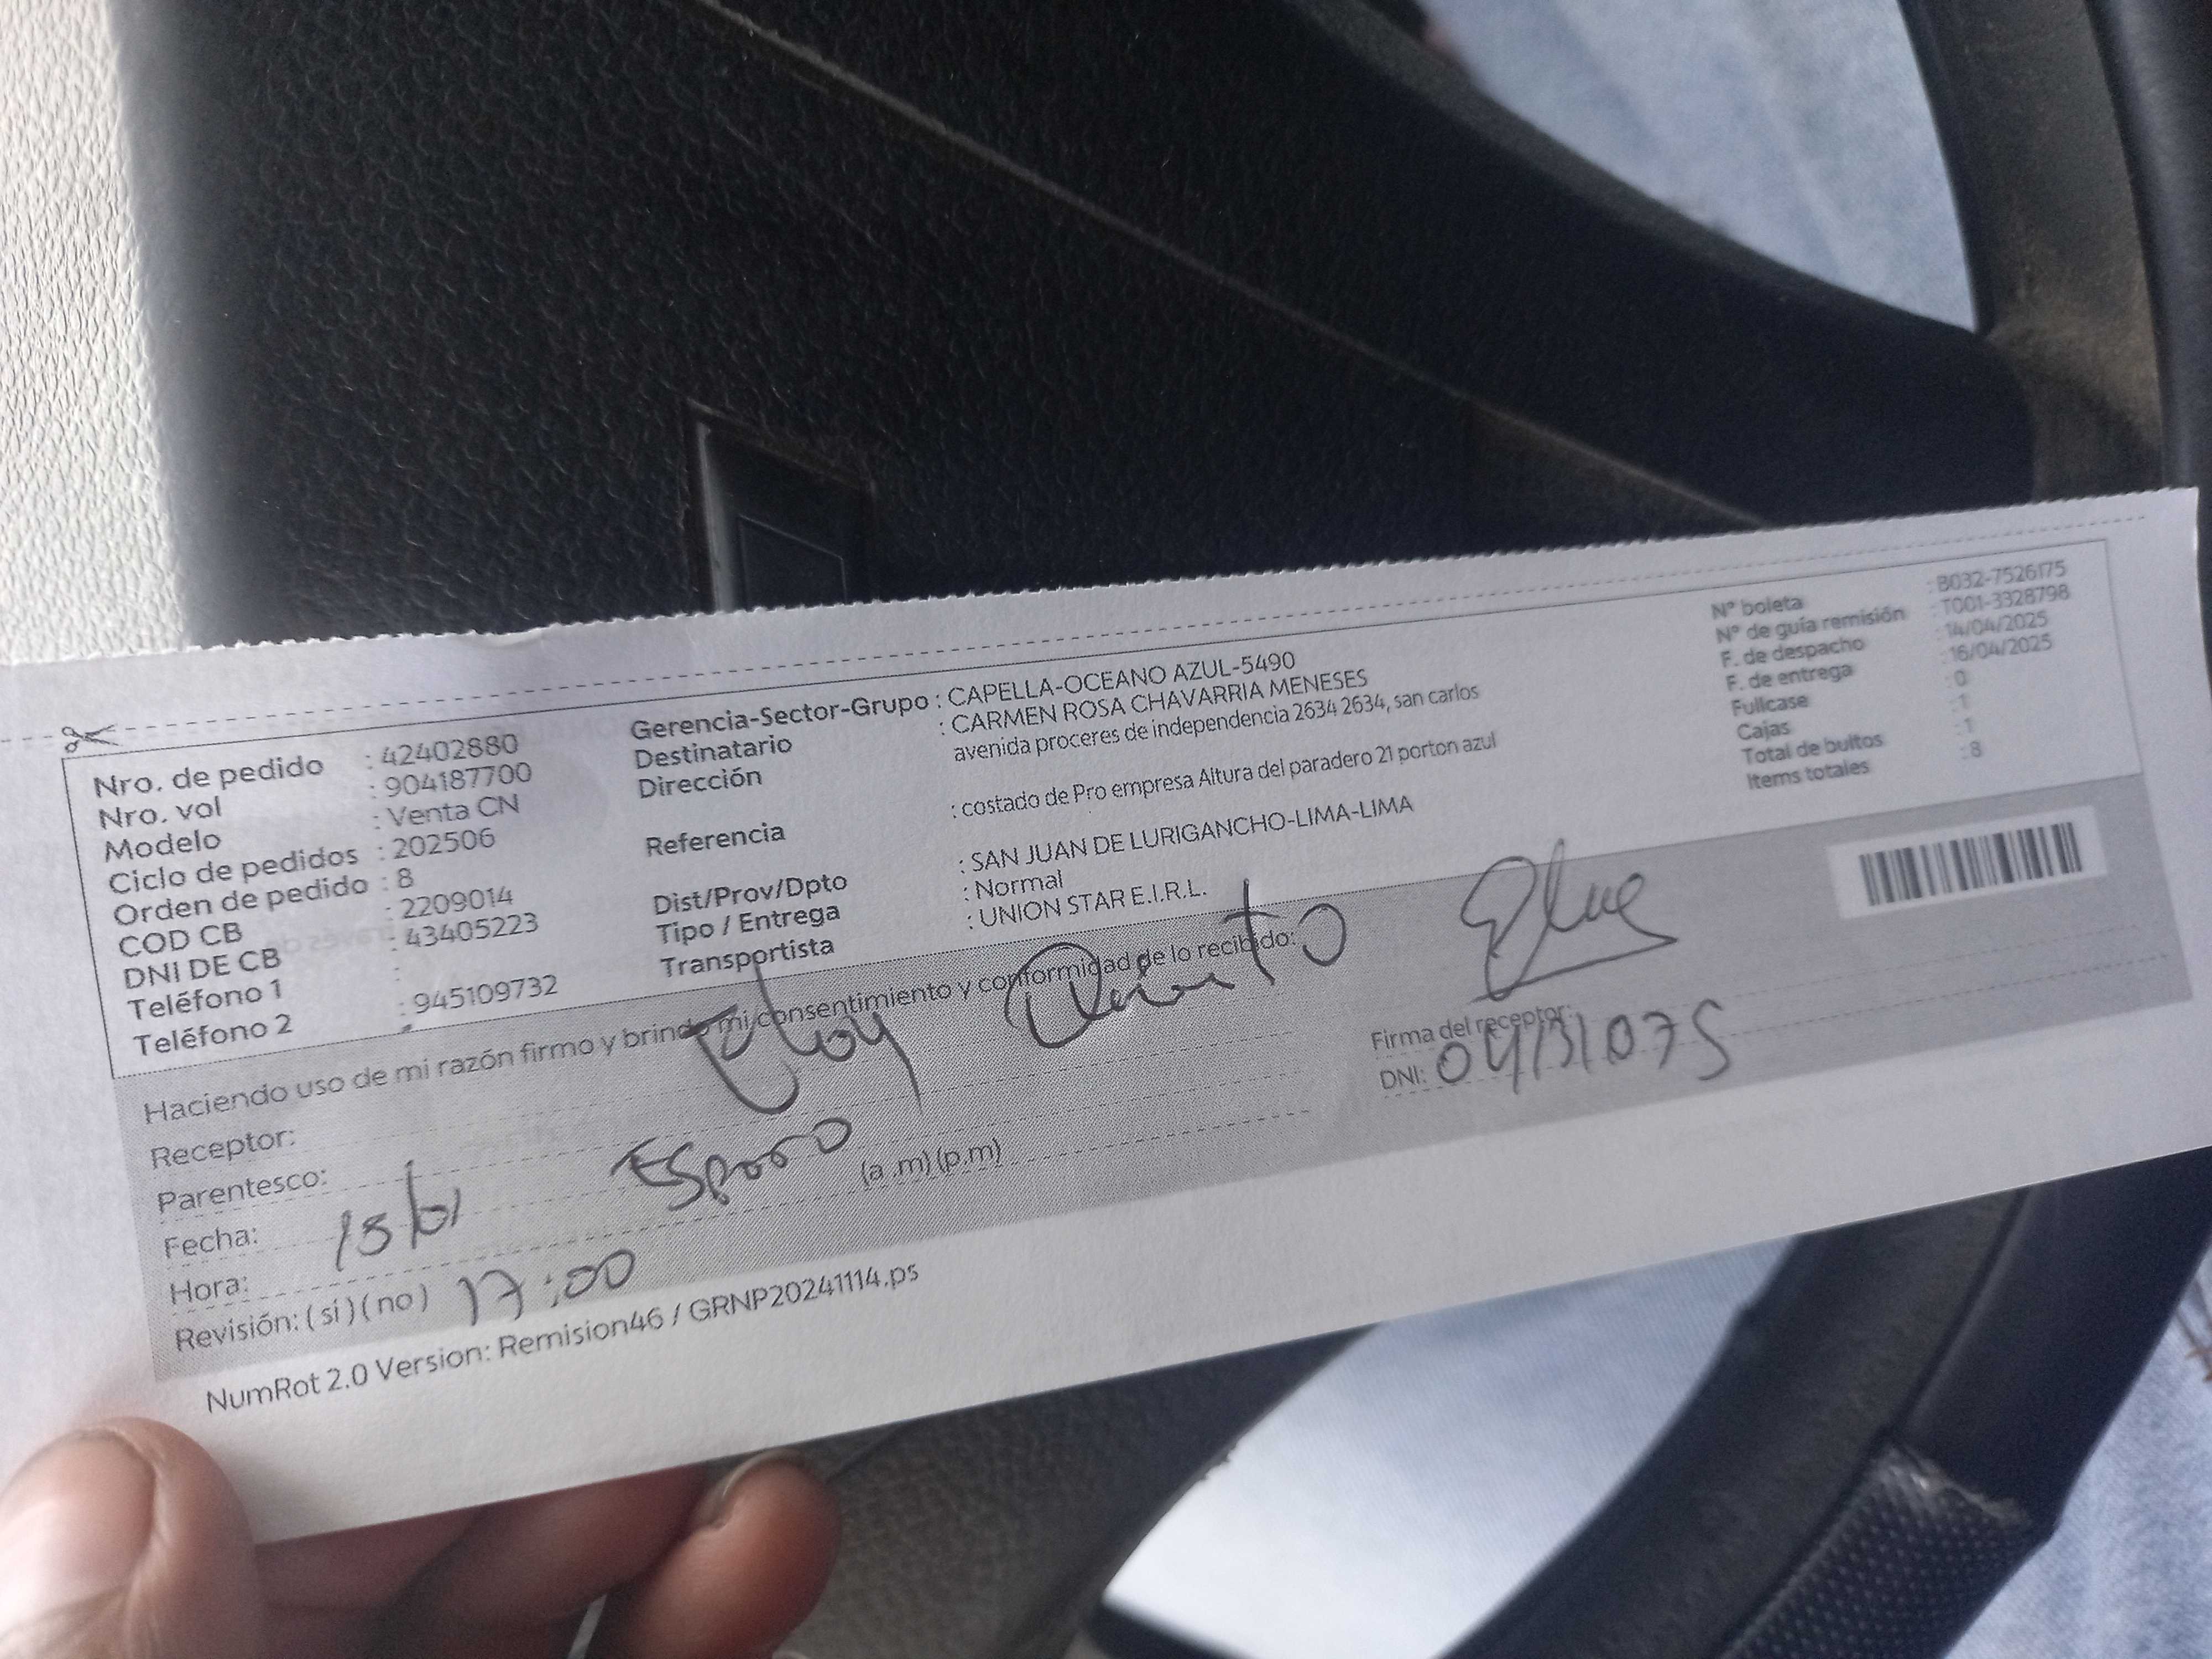 Nro. de pedido : 42402880
Nro. vol : 904187700
Modelo : Venta CN
Ciclo de pedidos : 202506
Orden de pedido : 8
COD CB : 2209014
DNI DE CB : 43405223
Teléfono 1 :
Teléfono 2 : 945109732
Gerencia-Sector-Grupo : CAPELLA-OCEANO AZUL-5490
Destinatario : CARMEN ROSA CHAVARRIA MENESES
Dirección avenida proceres de independencia 2634 2634, san carlos
Referencia : costado de Pro empresa Altura del paradero 21 porton azul
Dist/Prov/Dpto : SAN JUAN DE LURIGANCHO-LIMA-LIMA
Tipo / Entrega : Normal
Transportista : UNION STAR E.I.R.L.
N° boleta : B032-7526175
N° de guía remisión : T001-3328798
F. de despacho : 14/04/2025
F. de entrega : 16/04/2025
Fullcase : 0
Cajas : 1
Total de bultos : 1
Items totales : 8
Haciendo uso de mi razón firmo y brindo mi consentimiento y conformidad de lo recibido:
Receptor: Eloy
Parentesco: Esposo
Fecha:
Hora: (a.m) (p.m)
Revisión: (si) (no) 17:00
Firma del receptor:
DNI: 04131075
NumRot 2.0 Version: Remision46 / GRNP20241114.ps